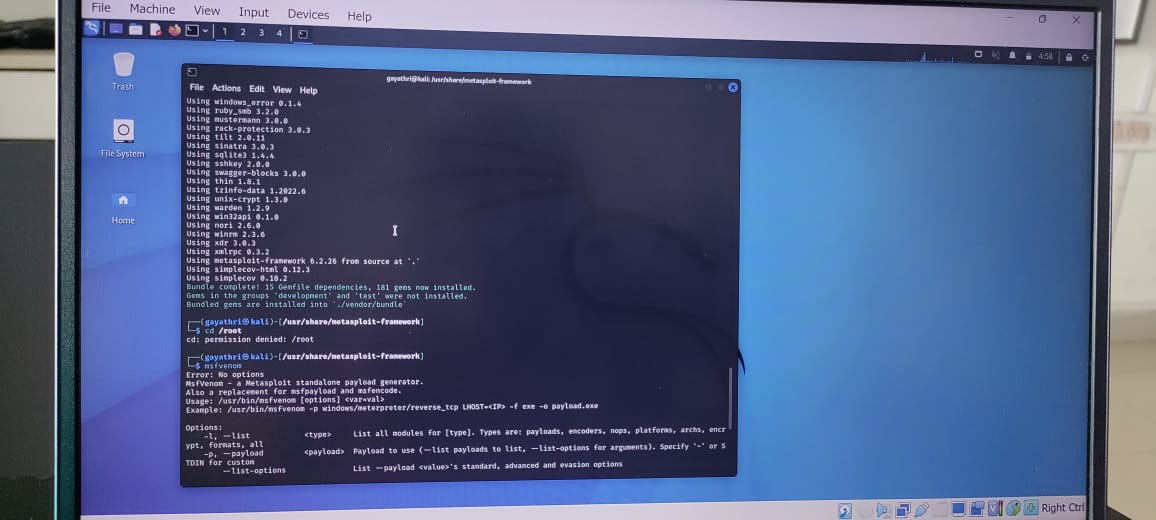 File Machine View Input Devices Help
1 2 3 4
4:58
Trash
File System
Home
gayathri@kali: /usr/share/metasploit-framework
File Actions Edit View Help
Using windows_error 0.1.4
Using ruby_smb 3.2.0
Using mustermann 3.0.0
Using rack-protection 3.0.3
Using tilt 2.0.11
Using sinatra 3.0.3
Using sqlite3 1.4.4
Using sshkey 2.0.0
Using swagger-blocks 3.0.0
Using thin 1.8.1
Using tzinfo-data 1.2022.6
Using unix-crypt 1.3.0
Using warden 1.2.9
Using win32api 0.1.0
Using nori 2.6.0
Using winrm 2.3.6
Using xdr 3.0.3
Using xmlrpc 0.3.2
Using metasploit-framework 6.2.26 from source at `.`
Using simplecov-html 0.12.3
Using simplecov 0.18.2
Bundle complete! 15 Gemfile dependencies, 181 gems now installed.
Gems in the groups 'development' and 'test' were not installed.
Bundled gems are installed into `./vendor/bundle`
(gayathri㉿kali)-[/usr/share/metasploit-framework]
$ cd /root
cd: permission denied: /root
(gayathri㉿kali)-[/usr/share/metasploit-framework]
$ msfvenom
Error: No options
MsfVenom - a Metasploit standalone payload generator.
Also a replacement for msfpayload and msfencode.
Usage: /usr/bin/msfvenom [options] <var=val>
Example: /usr/bin/msfvenom -p windows/meterpreter/reverse_tcp LHOST=<IP> -f exe -o payload.exe
Options:
-l, --list <type> List all modules for [type]. Types are: payloads, encoders, nops, platforms, archs, encr
ypt, formats, all
-p, --payload <payload> Payload to use (--list payloads to list, --list-options for arguments). Specify '-' or S
TDIN for custom
--list-options List --payload <value>'s standard, advanced and evasion options
Right Ctrl